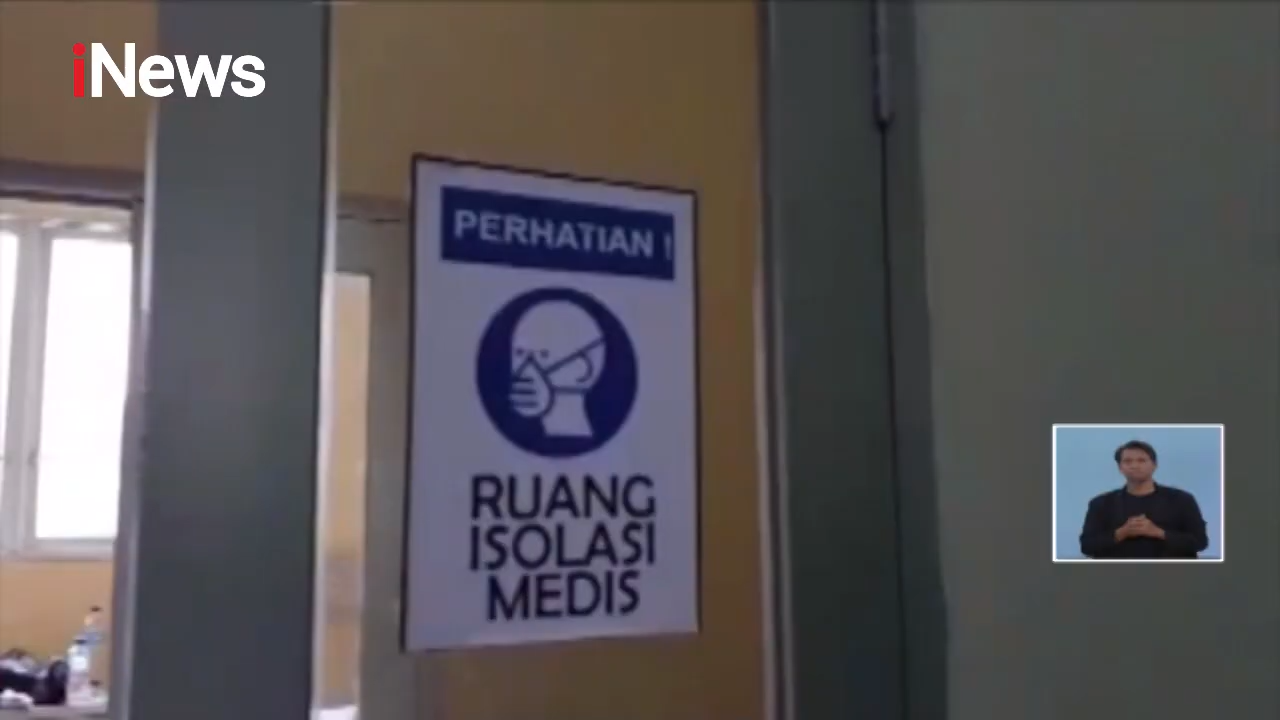 iNews
PERHATIAN !
RUANG
ISOLASI
MEDIS